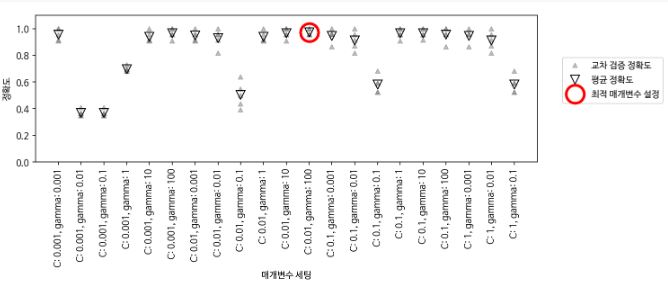 1.0
0.8
0.6
0.4
0.2
0.0
정확도
C: 0.001, gamma: 0.001
C: 0.001, gamma: 0.01
C: 0.001, gamma: 0.1
C: 0.001, gamma: 1
C: 0.001, gamma: 10
C: 0.001, gamma: 100
C: 0.01, gamma: 0.001
C: 0.01, gamma: 0.01
C: 0.01, gamma: 0.1
C: 0.01, gamma: 1
C: 0.01, gamma: 10
C: 0.01, gamma: 100
C: 0.1, gamma: 0.001
C: 0.1, gamma: 0.01
C: 0.1, gamma: 0.1
C: 0.1, gamma: 1
C: 0.1, gamma: 10
C: 0.1, gamma: 100
C: 1, gamma: 0.001
C: 1, gamma: 0.01
C: 1, gamma: 0.1
매개변수 세팅
교차 검증 정확도
평균 정확도
최적 매개변수 설정